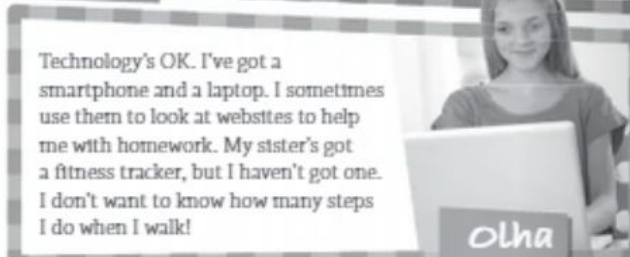 Technology's OK. I've got a
smartphone and a laptop. I sometimes
use them to look at websites to help
me with homework. My sister's got
a fitness tracker, but I haven't got one.
I don't want to know how many steps
I do when I walk!
Olha